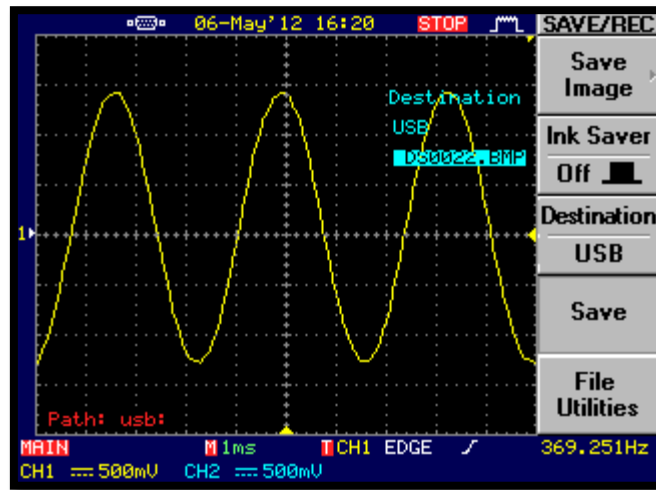 06-May'12 16:20 STOP SAVE/REC
Save
Image
Destination
USB
DS0022.BMP
Ink Saver
Off
Destination
USB
1
Save
File
Utilities
Path: usb:
MAIN M 1ms T CH1 EDGE 369.251Hz
CH1 500mV CH2 500mV